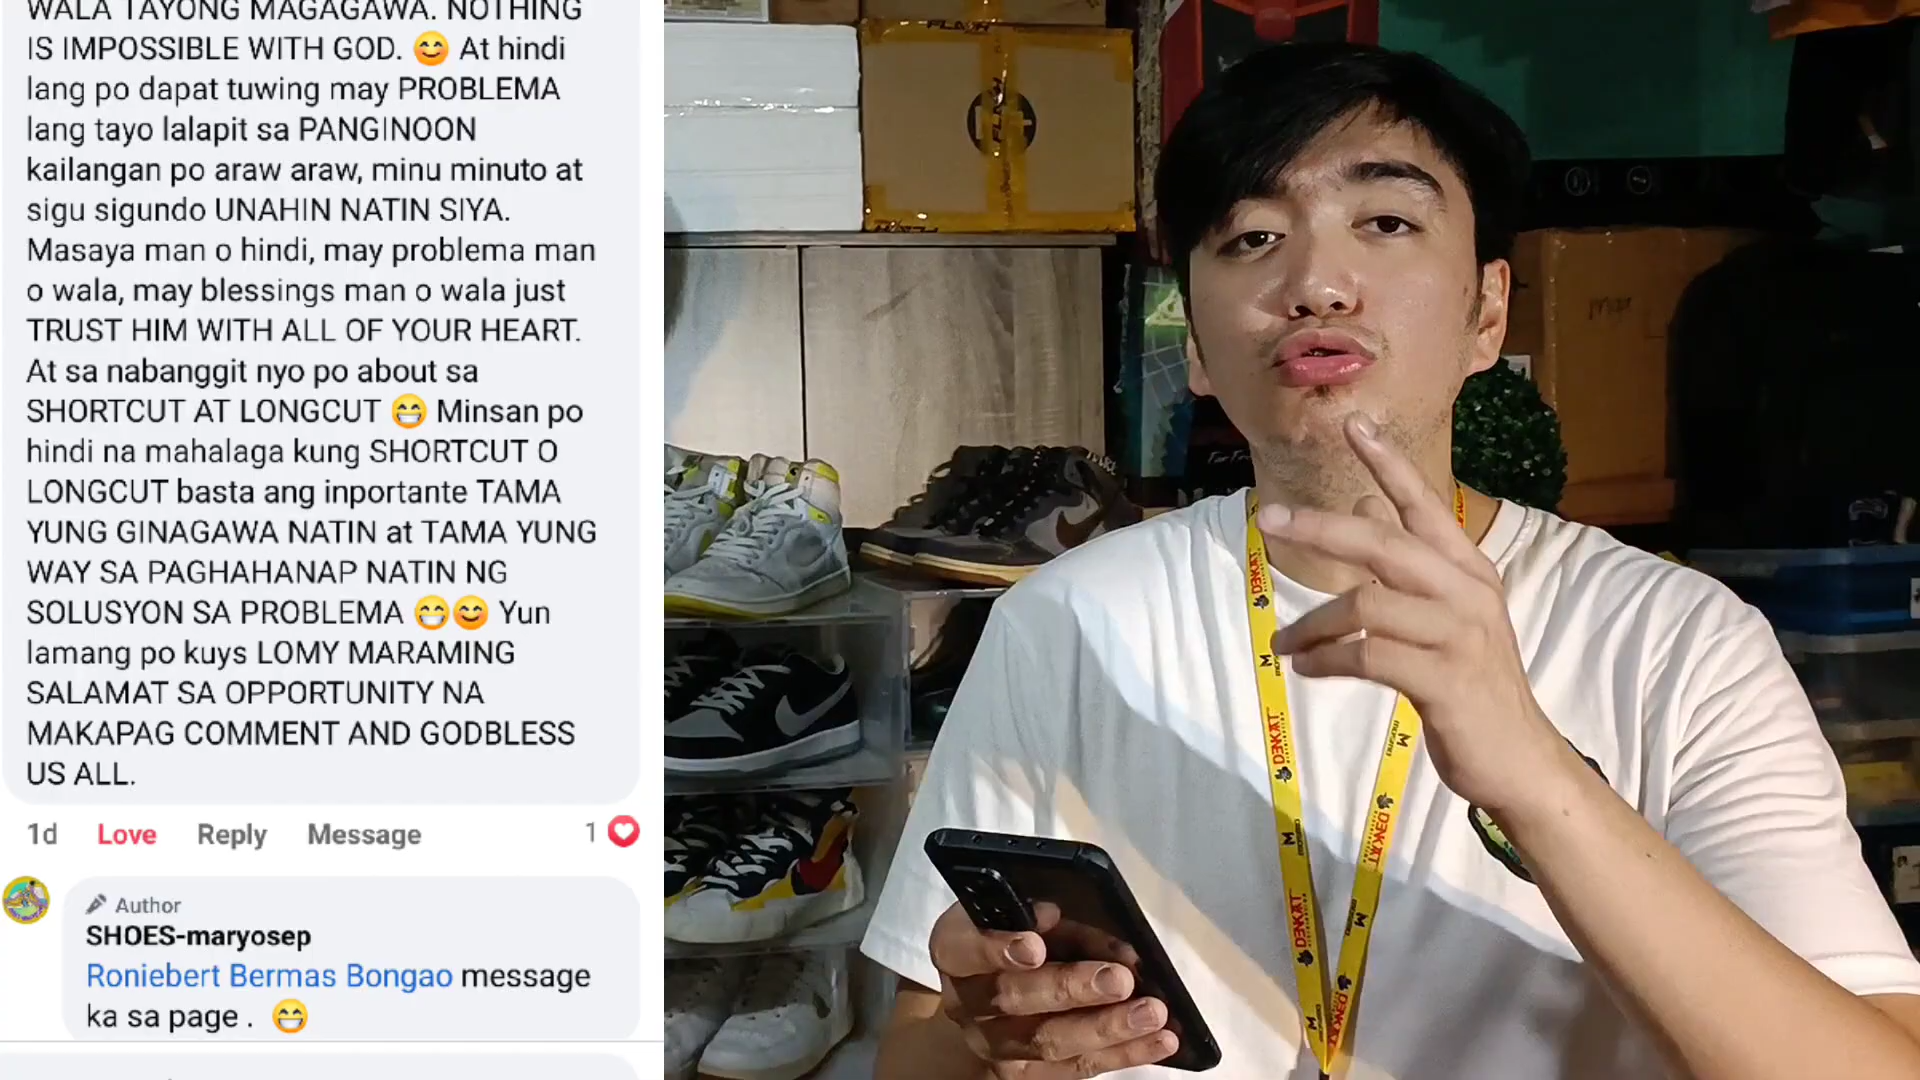 WALA TAYONG MAGAGAWA. NOTHING
IS IMPOSSIBLE WITH GOD. 😊 At hindi
lang po dapat tuwing may PROBLEMA
lang tayo lalapit sa PANGINOON
kailangan po araw araw, minu minuto at
sigu sigundo UNAHIN NATIN SIYA.
Masaya man o hindi, may problema man
o wala, may blessings man o wala just
TRUST HIM WITH ALL OF YOUR HEART.
At sa nabanggit nyo po about sa
SHORTCUT AT LONGCUT 😁 Minsan po
hindi na mahalaga kung SHORTCUT O
LONGCUT basta ang inportante TAMA
YUNG GINAGAWA NATIN at TAMA YUNG
WAY SA PAGHAHANAP NATIN NG
SOLUSYON SA PROBLEMA 😁😊 Yun
lamang po kuys LOMY MARAMING
SALAMAT SA OPPORTUNITY NA
MAKAPAG COMMENT AND GODBLESS
US ALL.
1d Love Reply Message 1
Author
SHOES-maryosep
Roniebert Bermas Bongao message
ka sa page . 😁
DENKAT
DENKAT
DENKAT
DENKAT
DENKAT